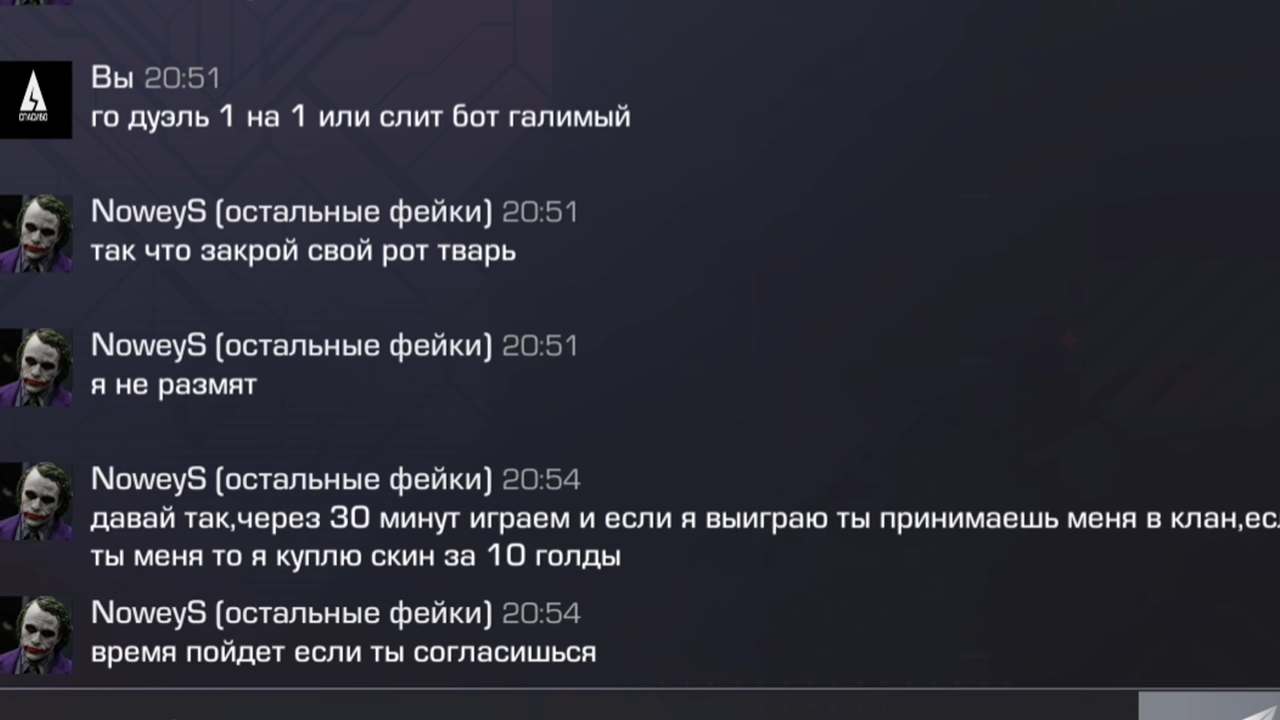 Вы 20:51
го дуэль 1 на 1 или слит бот галимый
СПАСИБО
NoweyS (остальные фейки) 20:51
так что закрой свой рот тварь
NoweyS (остальные фейки) 20:51
я не размят
NoweyS (остальные фейки) 20:54
давай так,через 30 минут играем и если я выиграю ты принимаешь меня в клан,ес
ты меня то я куплю скин за 10 голды
NoweyS (остальные фейки) 20:54
время пойдет если ты согласишься